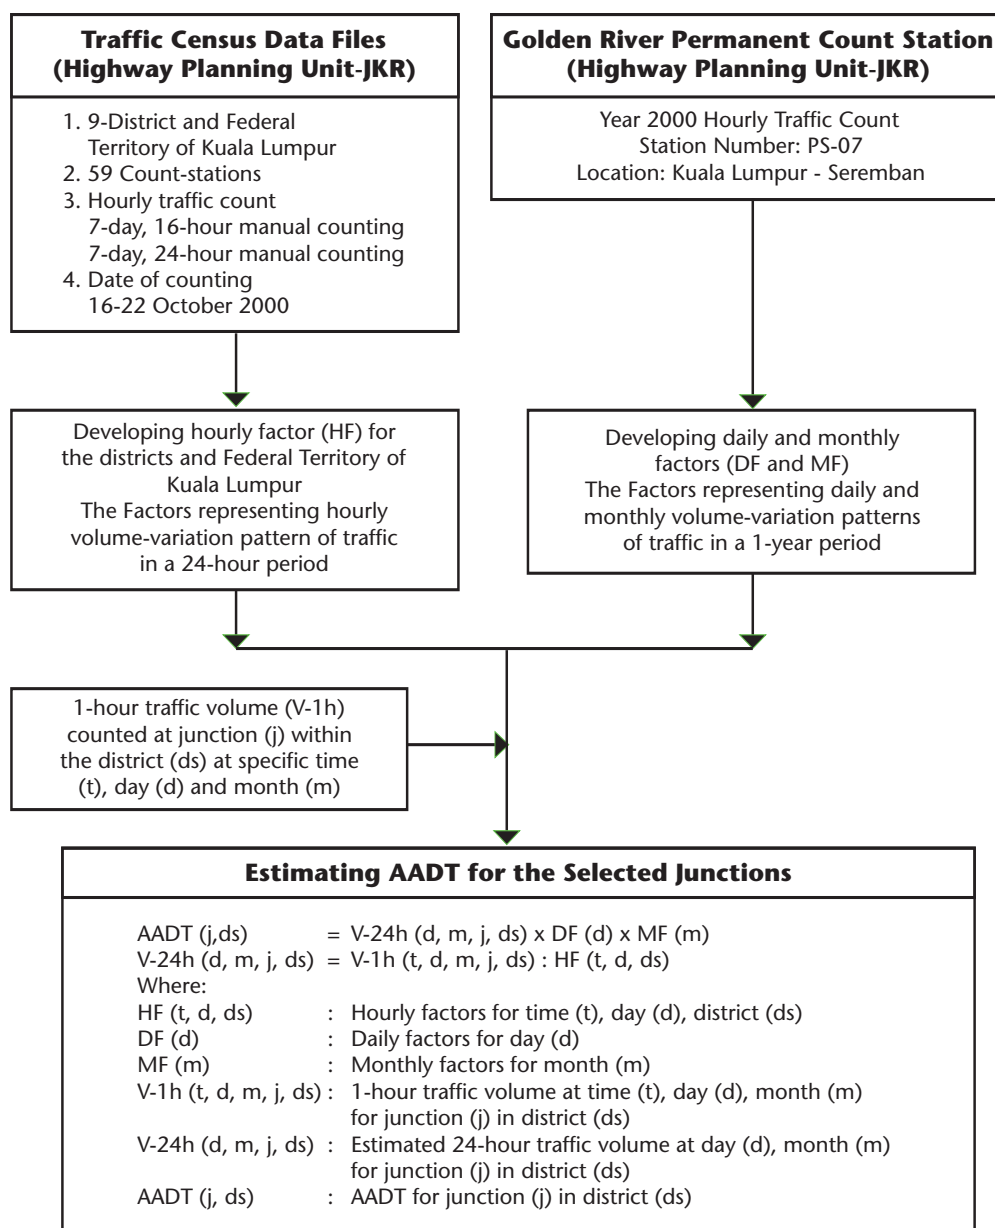 Traffic Census Data Files
(Highway Planning Unit-JKR)
1. 9-District and Federal
Territory of Kuala Lumpur
2. 59 Count-stations
3. Hourly traffic count
7-day, 16-hour manual counting
7-day, 24-hour manual counting
4. Date of counting
16-22 October 2000
Golden River Permanent Count Station
(Highway Planning Unit-JKR)
Year 2000 Hourly Traffic Count
Station Number: PS-07
Location: Kuala Lumpur - Seremban
Developing hourly factor (HF) for
the districts and Federal Territory of
Kuala Lumpur
The Factors representing hourly
volume-variation pattern of traffic
in a 24-hour period
Developing daily and monthly
factors (DF and MF)
The Factors representing daily and
monthly volume-variation patterns
of traffic in a 1-year period
1-hour traffic volume (V-1h)
counted at junction (j) within
the district (ds) at specific time
(t), day (d) and month (m)
Estimating AADT for the Selected Junctions
AADT (j,ds) = V-24h (d, m, j, ds) x DF (d) x MF (m)
V-24h (d, m, j, ds) = V-1h (t, d, m, j, ds) : HF (t, d, ds)
Where:
HF (t, d, ds) : Hourly factors for time (t), day (d), district (ds)
DF (d) : Daily factors for day (d)
MF (m) : Monthly factors for month (m)
V-1h (t, d, m, j, ds) : 1-hour traffic volume at time (t), day (d), month (m)
for junction (j) in district (ds)
V-24h (d, m, j, ds) : Estimated 24-hour traffic volume at day (d), month (m)
for junction (j) in district (ds)
AADT (j, ds) : AADT for junction (j) in district (ds)